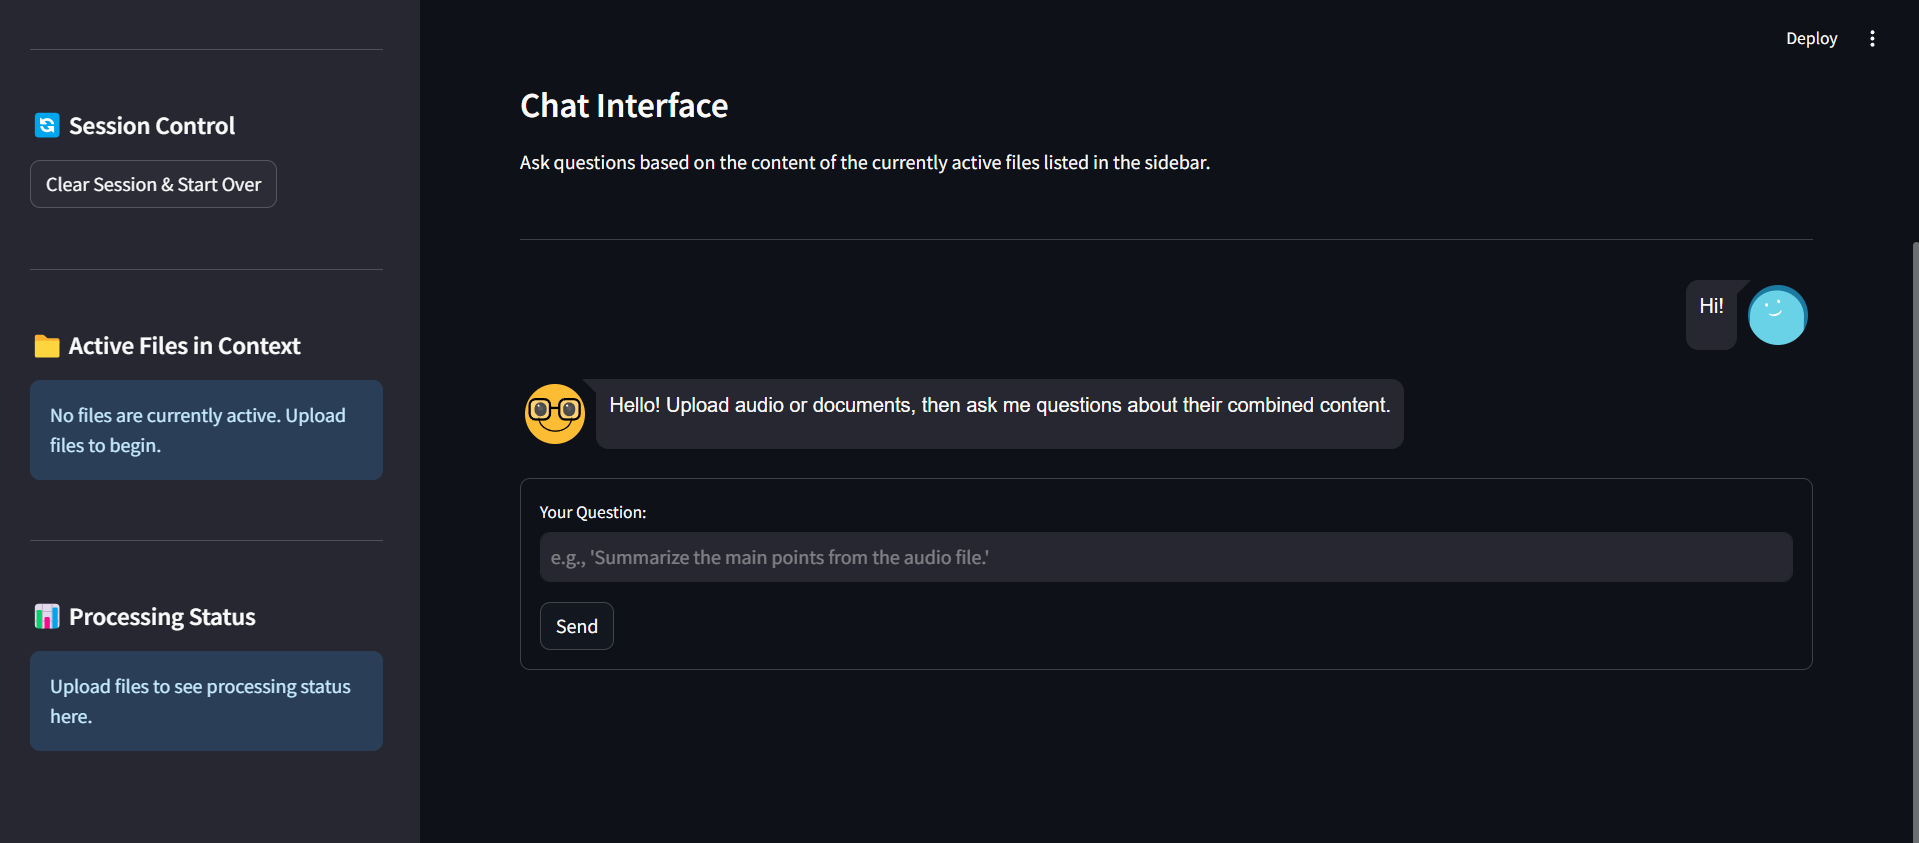 Session Control
Clear Session & Start Over
Active Files in Context
No files are currently active. Upload
files to begin.
Processing Status
Upload files to see processing status
here.
Deploy
Chat Interface
Ask questions based on the content of the currently active files listed in the sidebar.
Hi!
Hello! Upload audio or documents, then ask me questions about their combined content.
Your Question:
e.g., 'Summarize the main points from the audio file.'
Send